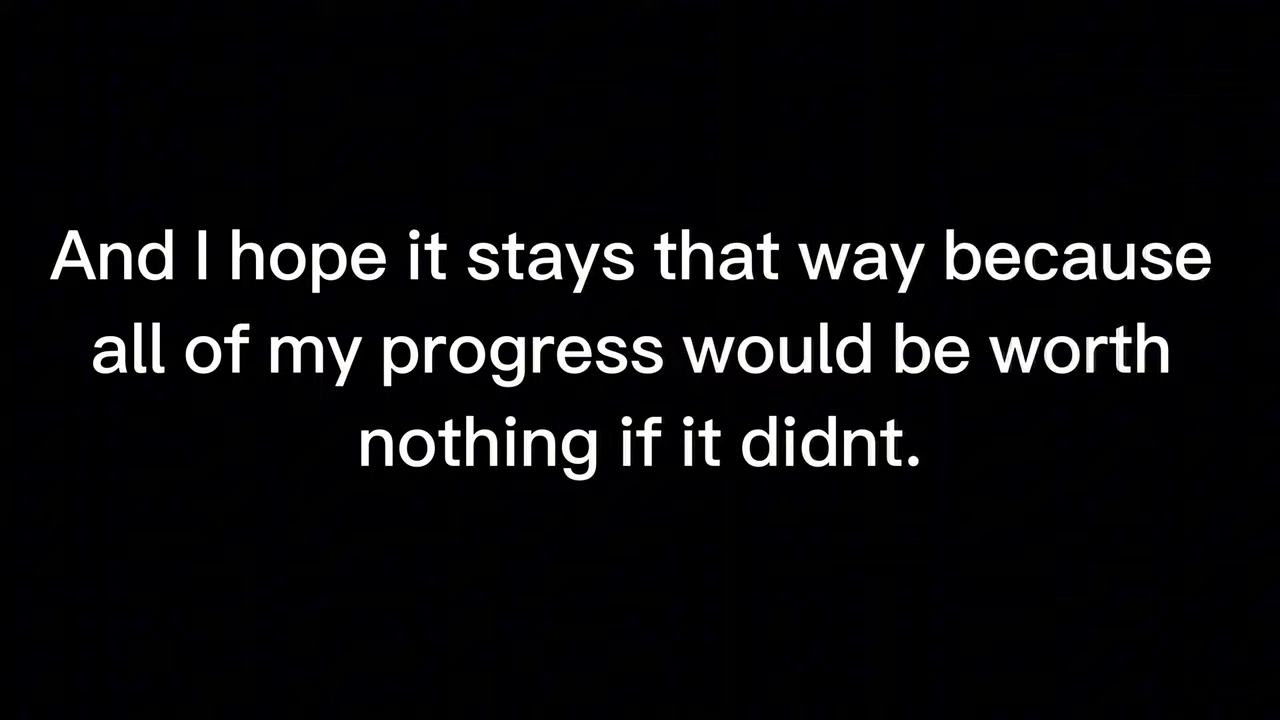 And I hope it stays that way because
all of my progress would be worth
nothing if it didnt.